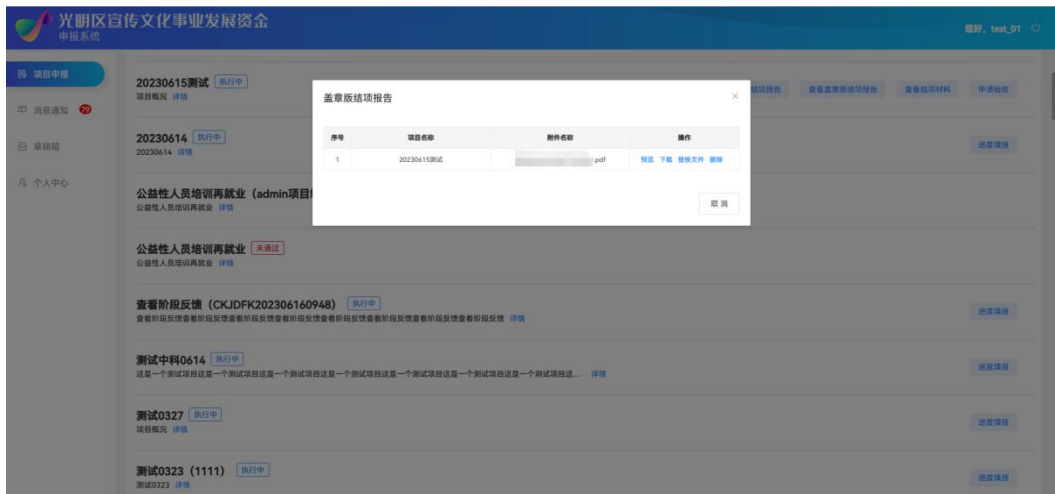 光明区宣传文化事业发展资金
申报系统
您好，test_01
项目申报
消息通知 79
草稿箱
个人中心
20230615测试 执行中
项目概况 详情
结项报告 查看盖章版结项报告 查看结项材料 申请验收
盖章版结项报告 ×
序号 项目名称 附件名称 操作
1 20230615测试 .pdf 预览 下载 替换文件 删除
取消
20230614 执行中
20230614 详情
进度填报
公益性人员培训再就业（admin项目
公益性人员培训再就业 详情
公益性人员培训再就业 未通过
公益性人员培训再就业 详情
查看阶段反馈（CKJDFK202306160948） 执行中
查看阶段反馈查看阶段反馈查看阶段反馈查看阶段反馈查看阶段反馈查看阶段反馈查看阶段反馈 详情
进度填报
测试中科0614 执行中
这是一个测试项目这是一个测试项目这是一个测试项目这是一个测试项目这是一个测试项目这是一个测试项目这... 详情
进度填报
测试0327 执行中
项目概况 详情
进度填报
测试0323（1111） 执行中
测试0323 详情
进度填报